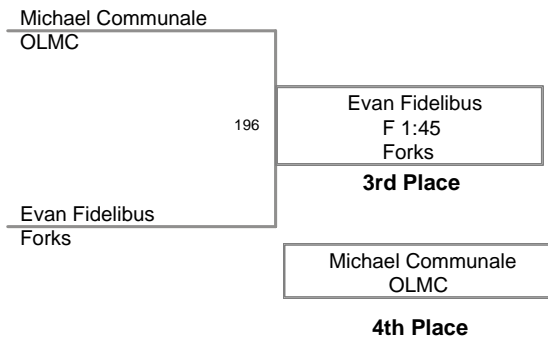 Michael Communale
OLMC
196
Evan Fidelibus
F 1:45
Forks
3rd Place
Evan Fidelibus
Forks
Michael Communale
OLMC
4th Place